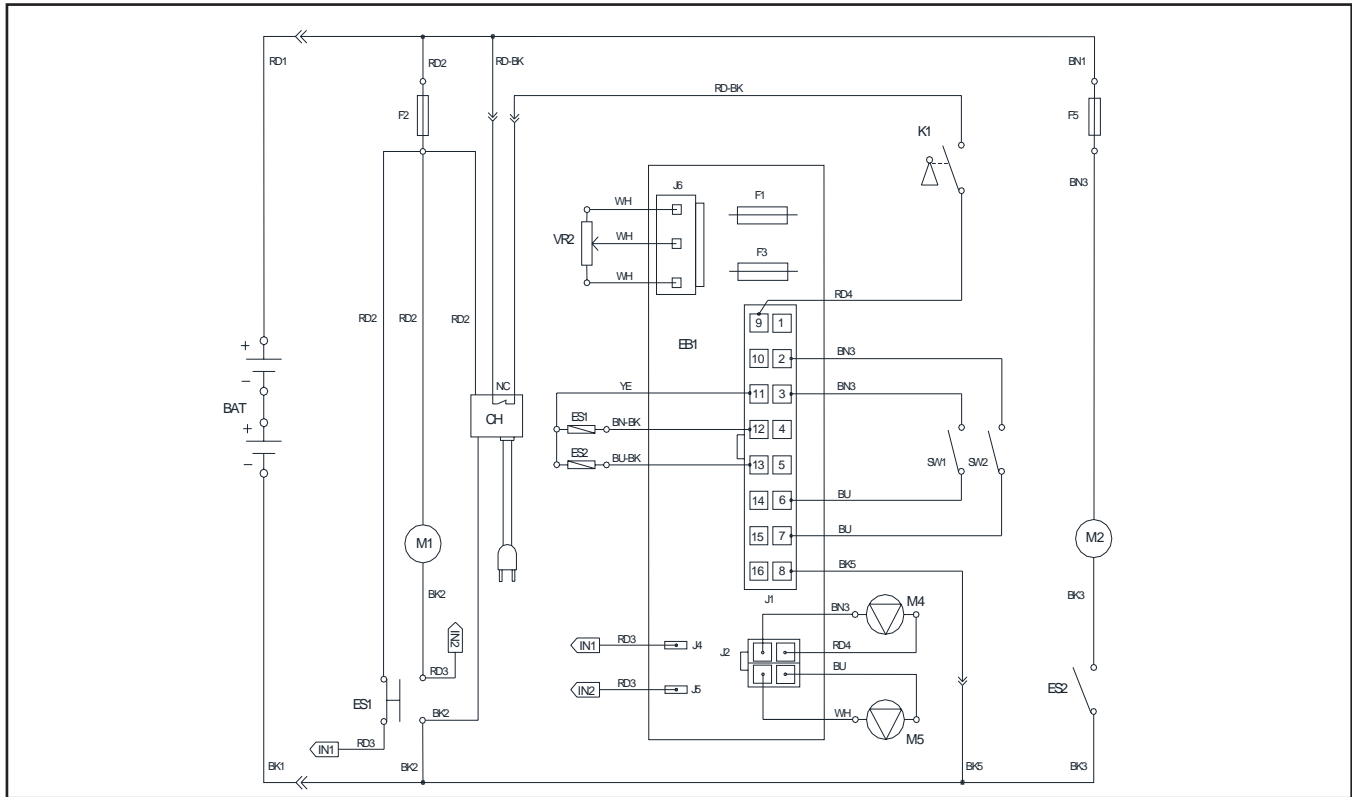 RD1
RD2
RD-BK
BN1
RD-BK
F2
F5
K1
J6
F1
WH
BN3
VR2
WH
F3
WH
RD4
RD2
RD2
RD2
9 1
EB1
+
10 2
BN3
NC
−
YE
11 3
BN3
BAT
CH
ES1
BN-BK
12 4
+
ES2
BU-BK
13 5
SW1
SW2
−
14 6
BU
M1
15 7
BU
M2
16 8
BK5
BK2
J1
BK3
BN3
M4
IN2
IN1
RD3
J4
J2
RD4
RD3
BU
IN2
RD3
J5
ES2
ES1
BK2
WH
M5
IN1
RD3
BK1
BK2
BK5
BK3